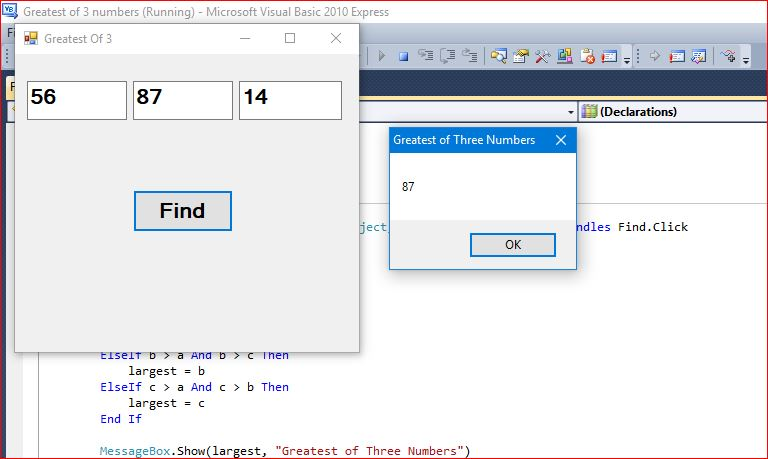 Greatest of 3 numbers (Running) - Microsoft Visual Basic 2010 Express
Greatest Of 3
56 87 14
Find
(Declarations)
Greatest of Three Numbers
87
OK
ndles Find.Click
ElseIf b > a And b > c Then
largest = b
ElseIf c > a And c > b Then
largest = c
End If
MessageBox.Show(largest, "Greatest of Three Numbers")